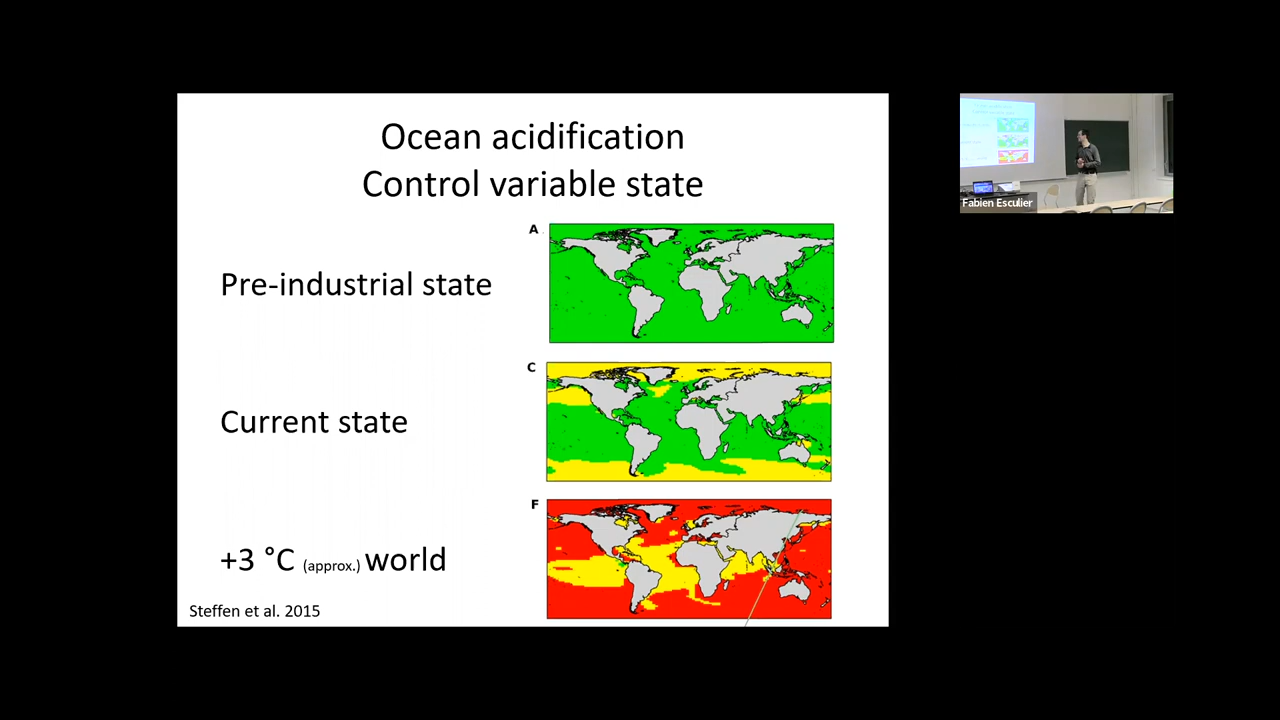 Ocean acidification
Control variable state
A
Pre-industrial state
C
Current state
F
+3 °C (approx.) world
Steffen et al. 2015
Fabien Esculier